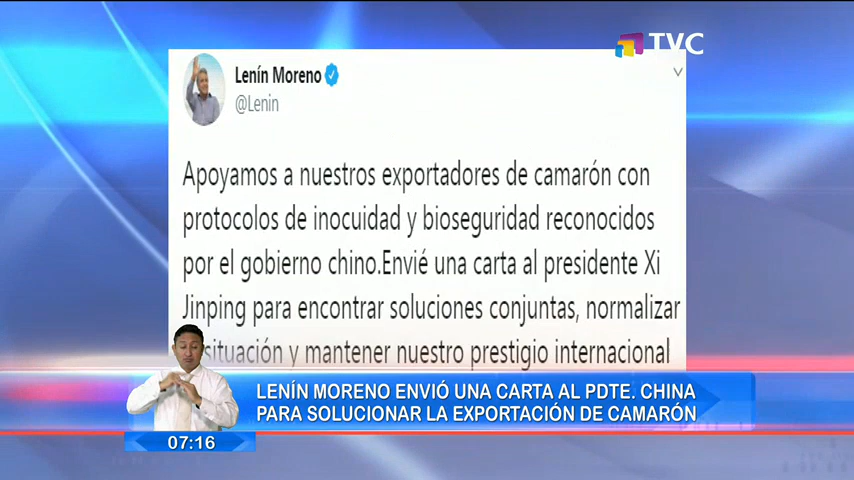 TVC
Lenín Moreno
@Lenin
Apoyamos a nuestros exportadores de camarón con
protocolos de inocuidad y bioseguridad reconocidos
por el gobierno chino.Envié una carta al presidente Xi
Jinping para encontrar soluciones conjuntas, normalizar
situación y mantener nuestro prestigio internacional
LENÍN MORENO ENVIÓ UNA CARTA AL PDTE. CHINA
PARA SOLUCIONAR LA EXPORTACIÓN DE CAMARÓN
07:16